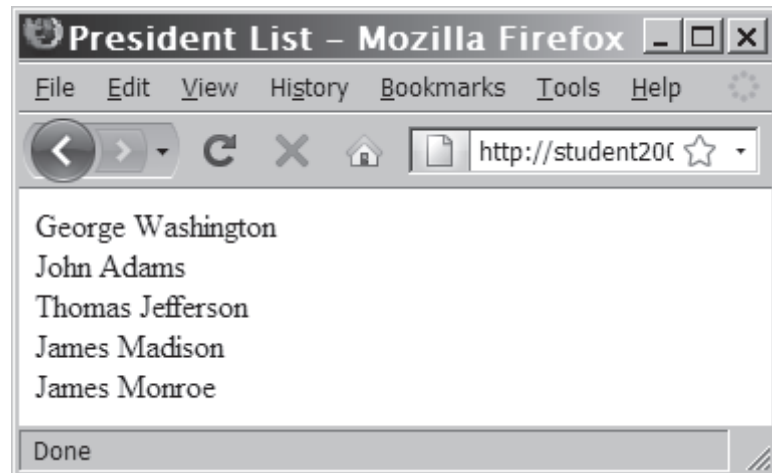 President List – Mozilla Firefox
File Edit View History Bookmarks Tools Help
http://student200
George Washington
John Adams
Thomas Jefferson
James Madison
James Monroe
Done